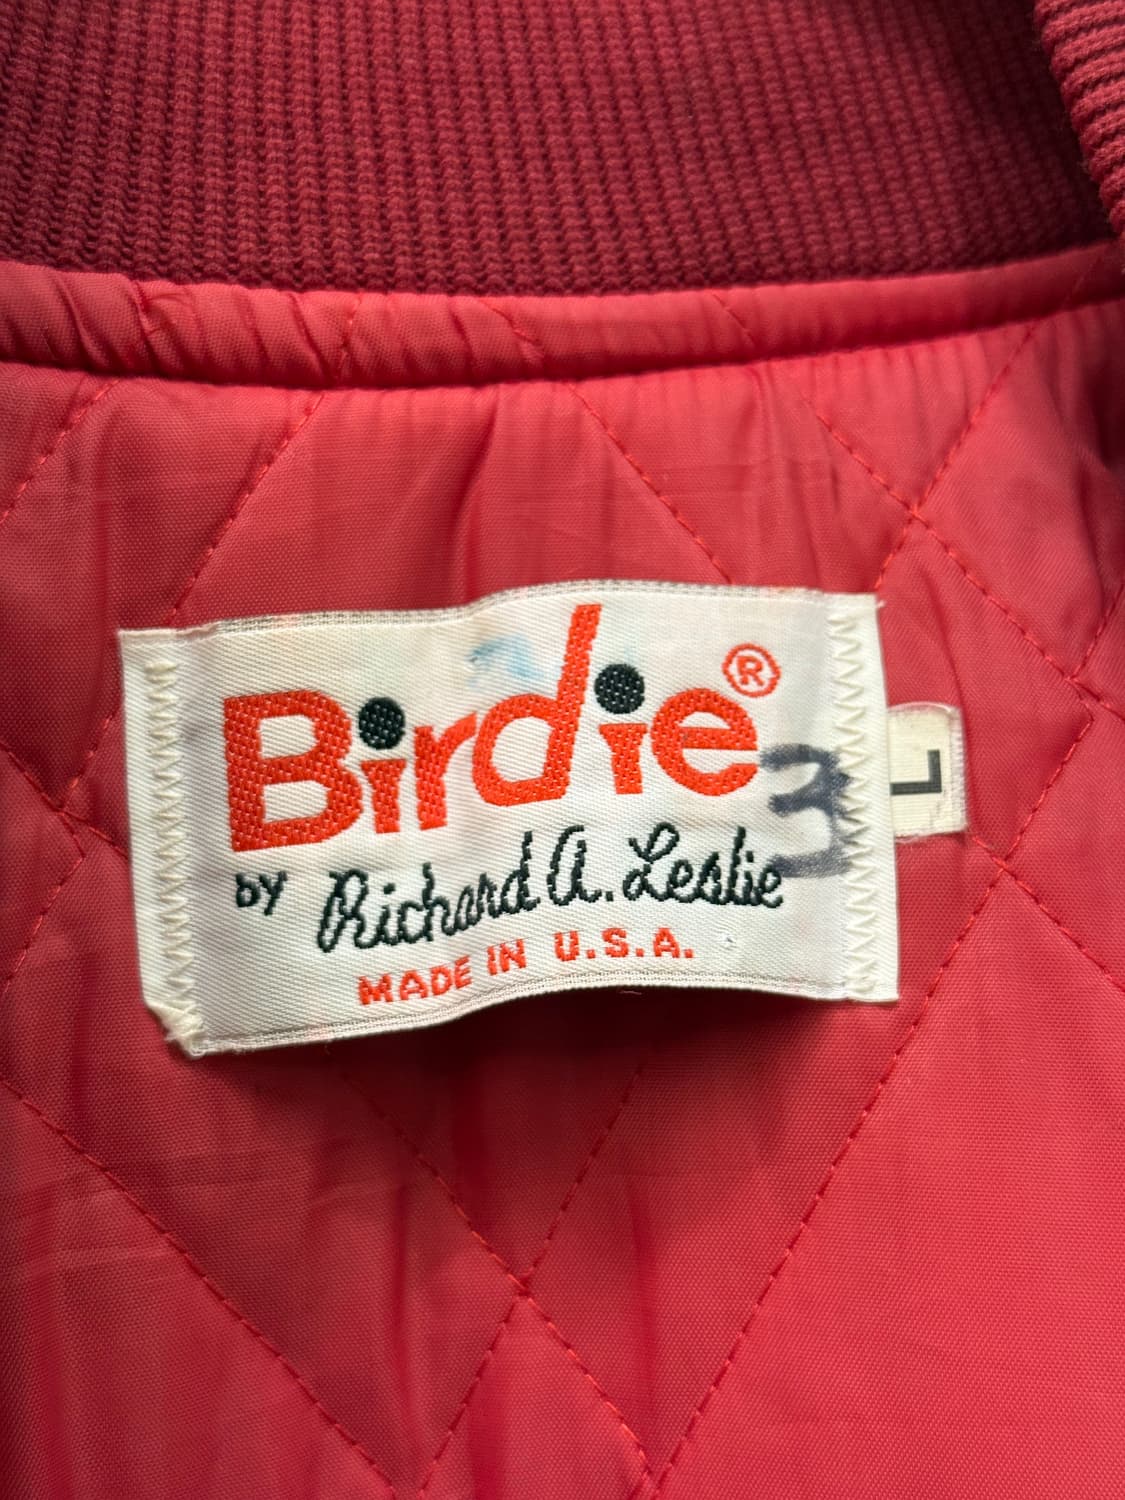 Birdie®
3
L
by Richard A. Leslie
MADE IN U.S.A.